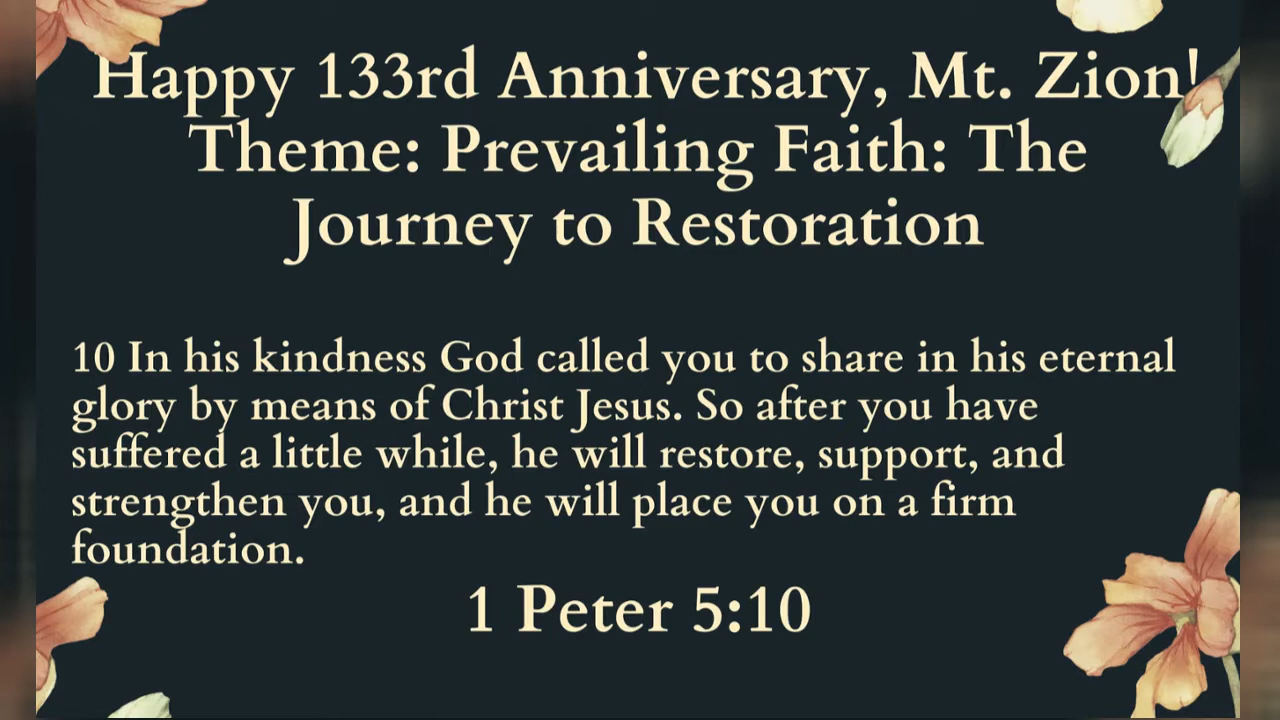 Happy 133rd Anniversary, Mt. Zion!
Theme: Prevailing Faith: The
Journey to Restoration
10 In his kindness God called you to share in his eternal
glory by means of Christ Jesus. So after you have
suffered a little while, he will restore, support, and
strengthen you, and he will place you on a firm
foundation.
1 Peter 5:10